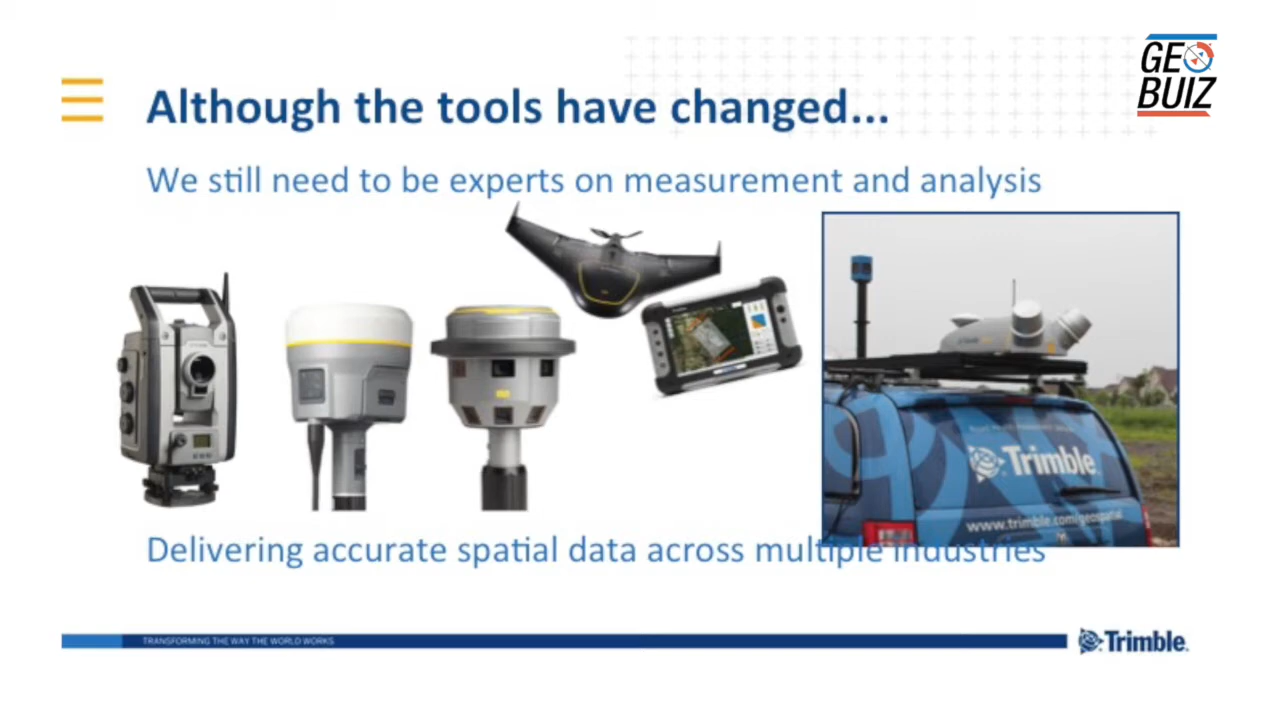 GEO
BUIZ
Although the tools have changed...
We still need to be experts on measurement and analysis
Trimble
www.trimble.com/geospatial
Delivering accurate spatial data across multiple industries
TRANSFORMING THE WAY THE WORLD WORKS
Trimble